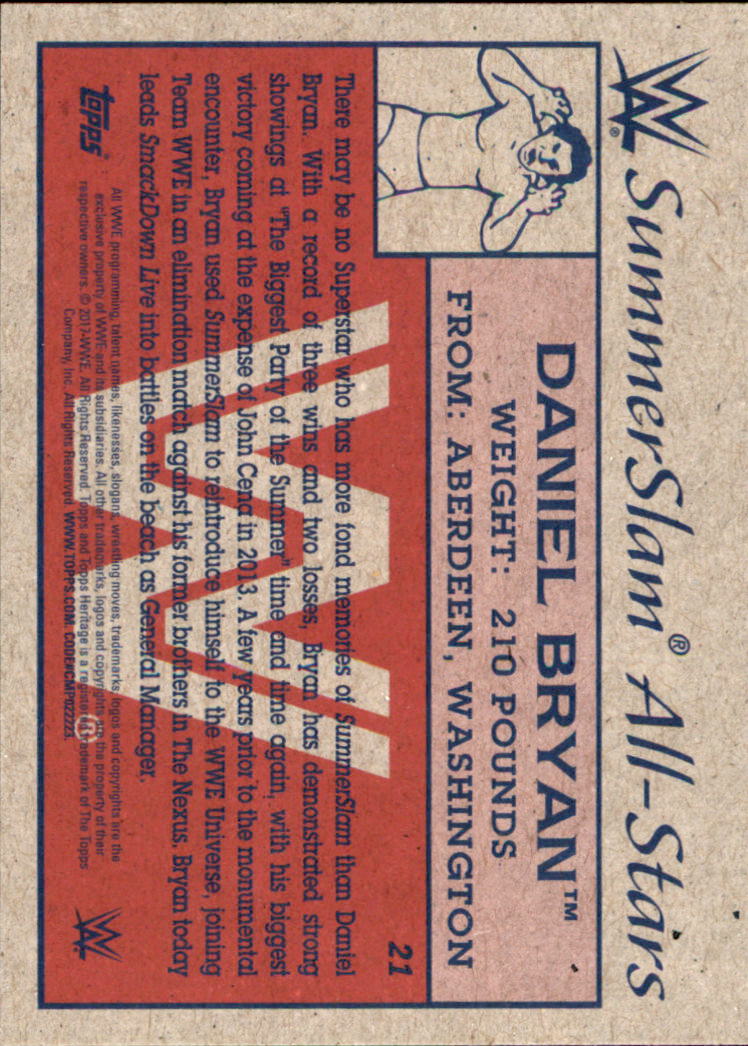 W SummerSlam® All-Stars
DANIEL BRYAN™
WEIGHT: 210 POUNDS
FROM: ABERDEEN, WASHINGTON
21
There may be no Superstar who has more fond memories of SummerSlam than Daniel
Bryan. With a record of three wins and two losses, Bryan has demonstrated strong
showings at "The Biggest Party of the Summer" time and time again, with his biggest
victory coming at the expense of John Cena in 2013. A few years prior to the monumental
encounter, Bryan used SummerSlam to reintroduce himself to the WWE Universe, joining
Team WWE in an elimination match against his former brothers in The Nexus. Bryan today
leads SmackDown Live into battles on the beach as General Manager.
topps®
All WWE programming, talent names, likenesses, slogans, wrestling moves, trademarks, logos and copyrights are the
exclusive property of WWE and its subsidiaries. All other trademarks, logos and copyrights are the property of their
respective owners. © 2017 WWE. All Rights Reserved. Topps and Topps Heritage is a registered trademark of The Topps
Company, Inc. All Rights Reserved. WWW.TOPPS.COM. CODE#CMP022723.
W